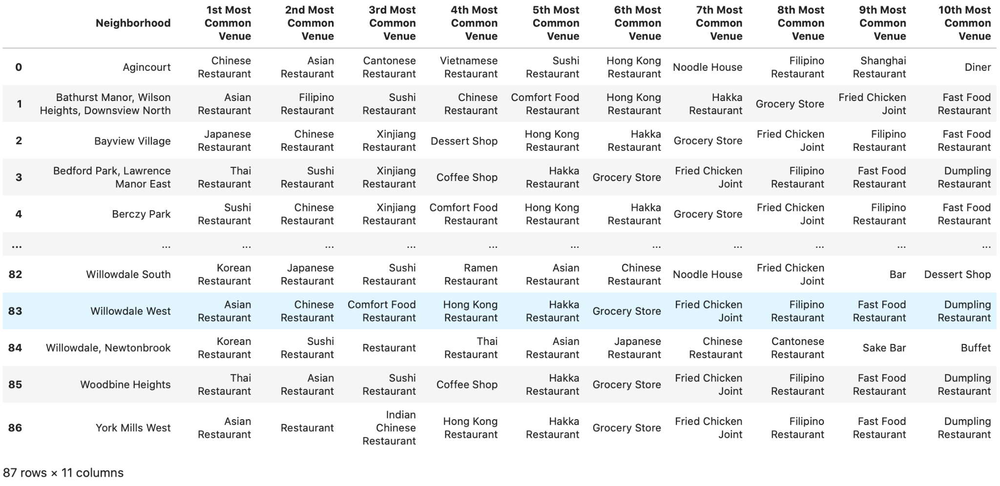 Neighborhood 1st Most Common Venue 2nd Most Common Venue 3rd Most Common Venue 4th Most Common Venue 5th Most Common Venue 6th Most Common Venue 7th Most Common Venue 8th Most Common Venue 9th Most Common Venue 10th Most Common Venue
0 Agincourt Chinese Restaurant Asian Restaurant Cantonese Restaurant Vietnamese Restaurant Sushi Restaurant Hong Kong Restaurant Noodle House Filipino Restaurant Shanghai Restaurant Diner
1 Bathurst Manor, Wilson Heights, Downsview North Asian Restaurant Filipino Restaurant Sushi Restaurant Chinese Restaurant Comfort Food Restaurant Hong Kong Restaurant Hakka Restaurant Grocery Store Fried Chicken Joint Fast Food Restaurant
2 Bayview Village Japanese Restaurant Chinese Restaurant Xinjiang Restaurant Dessert Shop Hong Kong Restaurant Hakka Restaurant Grocery Store Fried Chicken Joint Filipino Restaurant Fast Food Restaurant
3 Bedford Park, Lawrence Manor East Thai Restaurant Sushi Restaurant Xinjiang Restaurant Coffee Shop Hakka Restaurant Grocery Store Fried Chicken Joint Filipino Restaurant Fast Food Restaurant Dumpling Restaurant
4 Berczy Park Sushi Restaurant Chinese Restaurant Xinjiang Restaurant Comfort Food Restaurant Hong Kong Restaurant Hakka Restaurant Grocery Store Fried Chicken Joint Filipino Restaurant Fast Food Restaurant
... ... ... ... ... ... ... ... ... ... ... ...
82 Willowdale South Korean Restaurant Japanese Restaurant Sushi Restaurant Ramen Restaurant Asian Restaurant Chinese Restaurant Noodle House Fried Chicken Joint Bar Dessert Shop
83 Willowdale West Asian Restaurant Chinese Restaurant Comfort Food Restaurant Hong Kong Restaurant Hakka Restaurant Grocery Store Fried Chicken Joint Filipino Restaurant Fast Food Restaurant Dumpling Restaurant
84 Willowdale, Newtonbrook Korean Restaurant Sushi Restaurant Restaurant Thai Restaurant Asian Restaurant Japanese Restaurant Chinese Restaurant Cantonese Restaurant Sake Bar Buffet
85 Woodbine Heights Thai Restaurant Asian Restaurant Sushi Restaurant Coffee Shop Hakka Restaurant Grocery Store Fried Chicken Joint Filipino Restaurant Fast Food Restaurant Dumpling Restaurant
86 York Mills West Asian Restaurant Restaurant Indian Chinese Restaurant Hong Kong Restaurant Hakka Restaurant Grocery Store Fried Chicken Joint Filipino Restaurant Fast Food Restaurant Dumpling Restaurant
87 rows × 11 columns